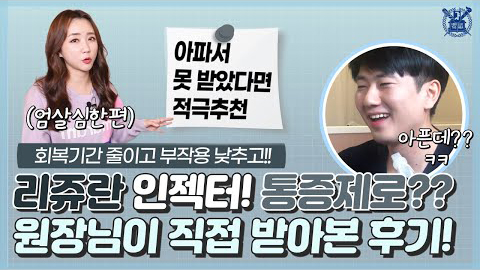 아파서
못 받았다면
적극추천
(엄살심한편)
아픈데??
ㅋㅋ
회복기간 줄이고 부작용 낮추고!!
리쥬란 인젝터! 통증제로??
원장님이 직접 받아본 후기!